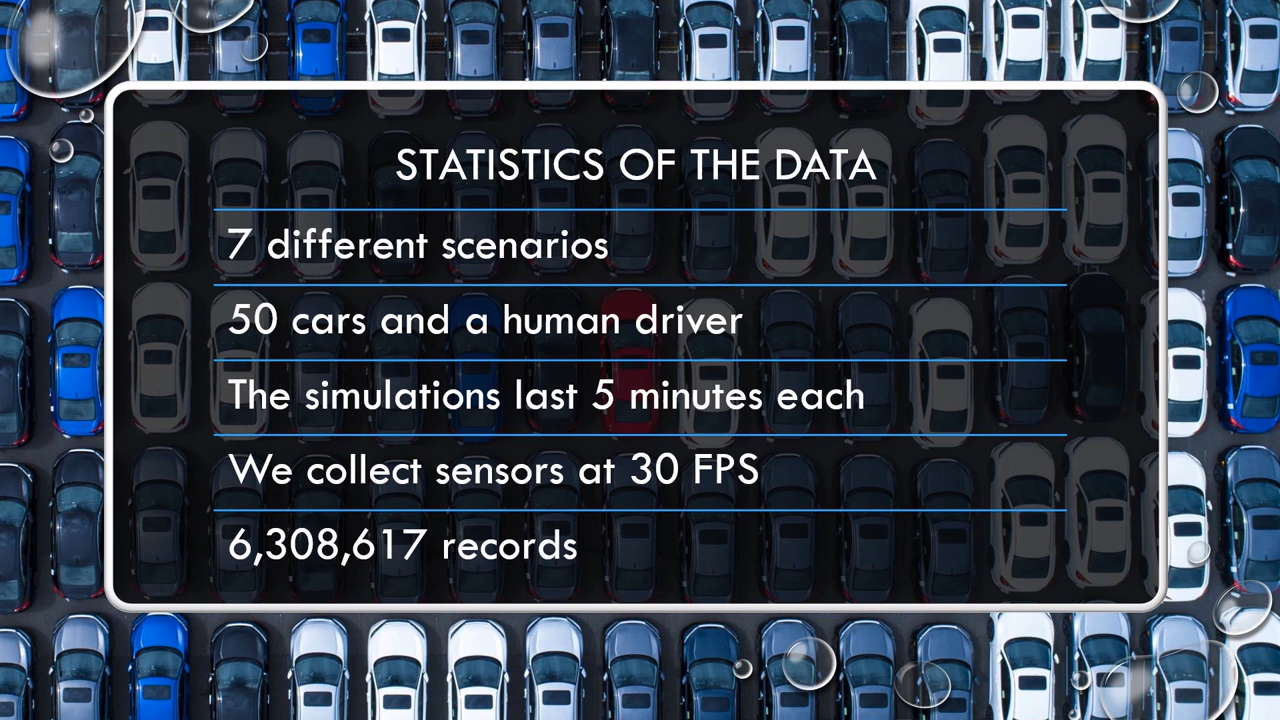 STATISTICS OF THE DATA
7 different scenarios
50 cars and a human driver
The simulations last 5 minutes each
We collect sensors at 30 FPS
6,308,617 records